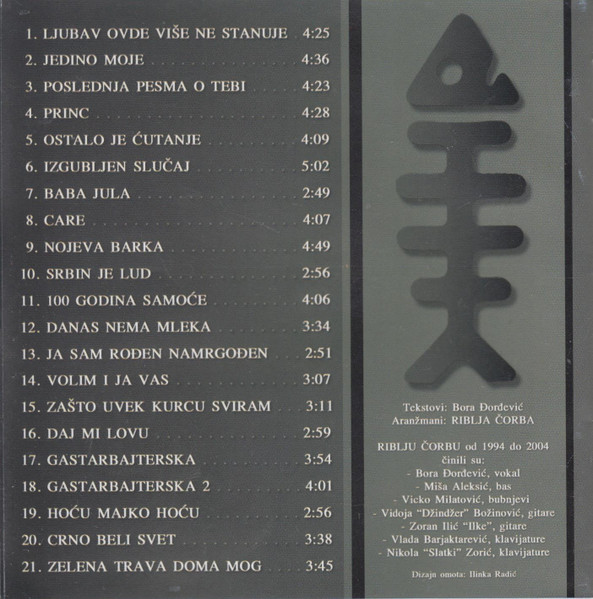 1. LJUBAV OVDE VIŠE NE STANUJE . 4:25
2. JEDINO MOJE . . . . . . . . . . 4:36
3. POSLEDNJA PESMA O TEBI . . . . 4:23
4. PRINC . . . . . . . . . . . . . . 4:28
5. OSTALO JE ĆUTANJE . . . . . . . 4:09
6. IZGUBLJEN SLUČAJ . . . . . . . . 5:02
7. BABA JULA . . . . . . . . . . . . 2:49
8. CARE . . . . . . . . . . . . . . . 4:07
9. NOJEVA BARKA . . . . . . . . . . 4:49
10. SRBIN JE LUD . . . . . . . . . . 2:56
11. 100 GODINA SAMOĆE . . . . . . . 4:06
12. DANAS NEMA MLEKA . . . . . . . 3:34
13. JA SAM ROĐEN NAMRGOĐEN . . . 2:51
14. VOLIM I JA VAS . . . . . . . . . 3:07
15. ZAŠTO UVEK KURCU SVIRAM . . . 3:11
16. DAJ MI LOVU . . . . . . . . . . . 2:59
17. GASTARBAJTERSKA . . . . . . . . 3:54
18. GASTARBAJTERSKA 2 . . . . . . . 4:01
19. HOĆU MAJKO HOĆU . . . . . . . . 2:56
20. CRNO BELI SVET . . . . . . . . . 3:38
21. ZELENA TRAVA DOMA MOG . . . . 3:45
Tekstovi: Bora Đorđević
Aranžmani: RIBLJA ČORBA
RIBLJU ČORBU od 1994 do 2004
činili su:
- Bora Đorđević, vokal
- Miša Aleksić, bas
- Vicko Milatović, bubnjevi
- Vidoja "Džindžer" Božinović, gitare
- Zoran Ilić "Ilke", gitare
- Vlada Barjaktarević, klavijature
- Nikola "Slatki" Zorić, klavijature
Dizajn omota: Ilinka Radić